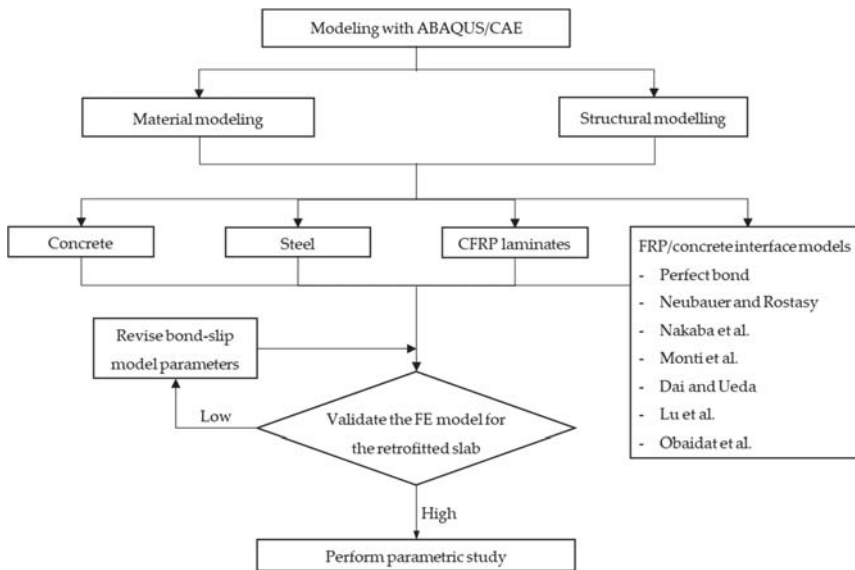 Modeling with ABAQUS/CAE
Material modeling
Structural modelling
Concrete
Steel
CFRP laminates
FRP/concrete interface models
- Perfect bond
- Neubauer and Rostasy
- Nakaba et al.
- Monti et al.
- Dai and Ueda
- Lu et al.
- Obaidat et al.
Revise bond-slip
model parameters
Low
Validate the FE model for
the retrofitted slab
High
Perform parametric study